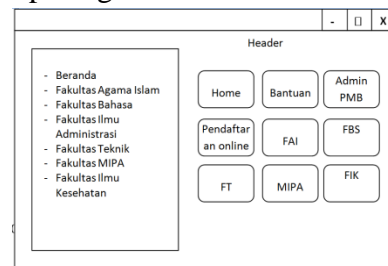 - □ X
Header
- Beranda
- Fakultas Agama Islam
- Fakultas Bahasa
- Fakultas Ilmu
Administrasi
- Fakultas Teknik
- Fakultas MIPA
- Fakultas Ilmu
Kesehatan
Home
Bantuan
Admin
PMB
Pendaftar
an online
FAI
FBS
FT
MIPA
FIK